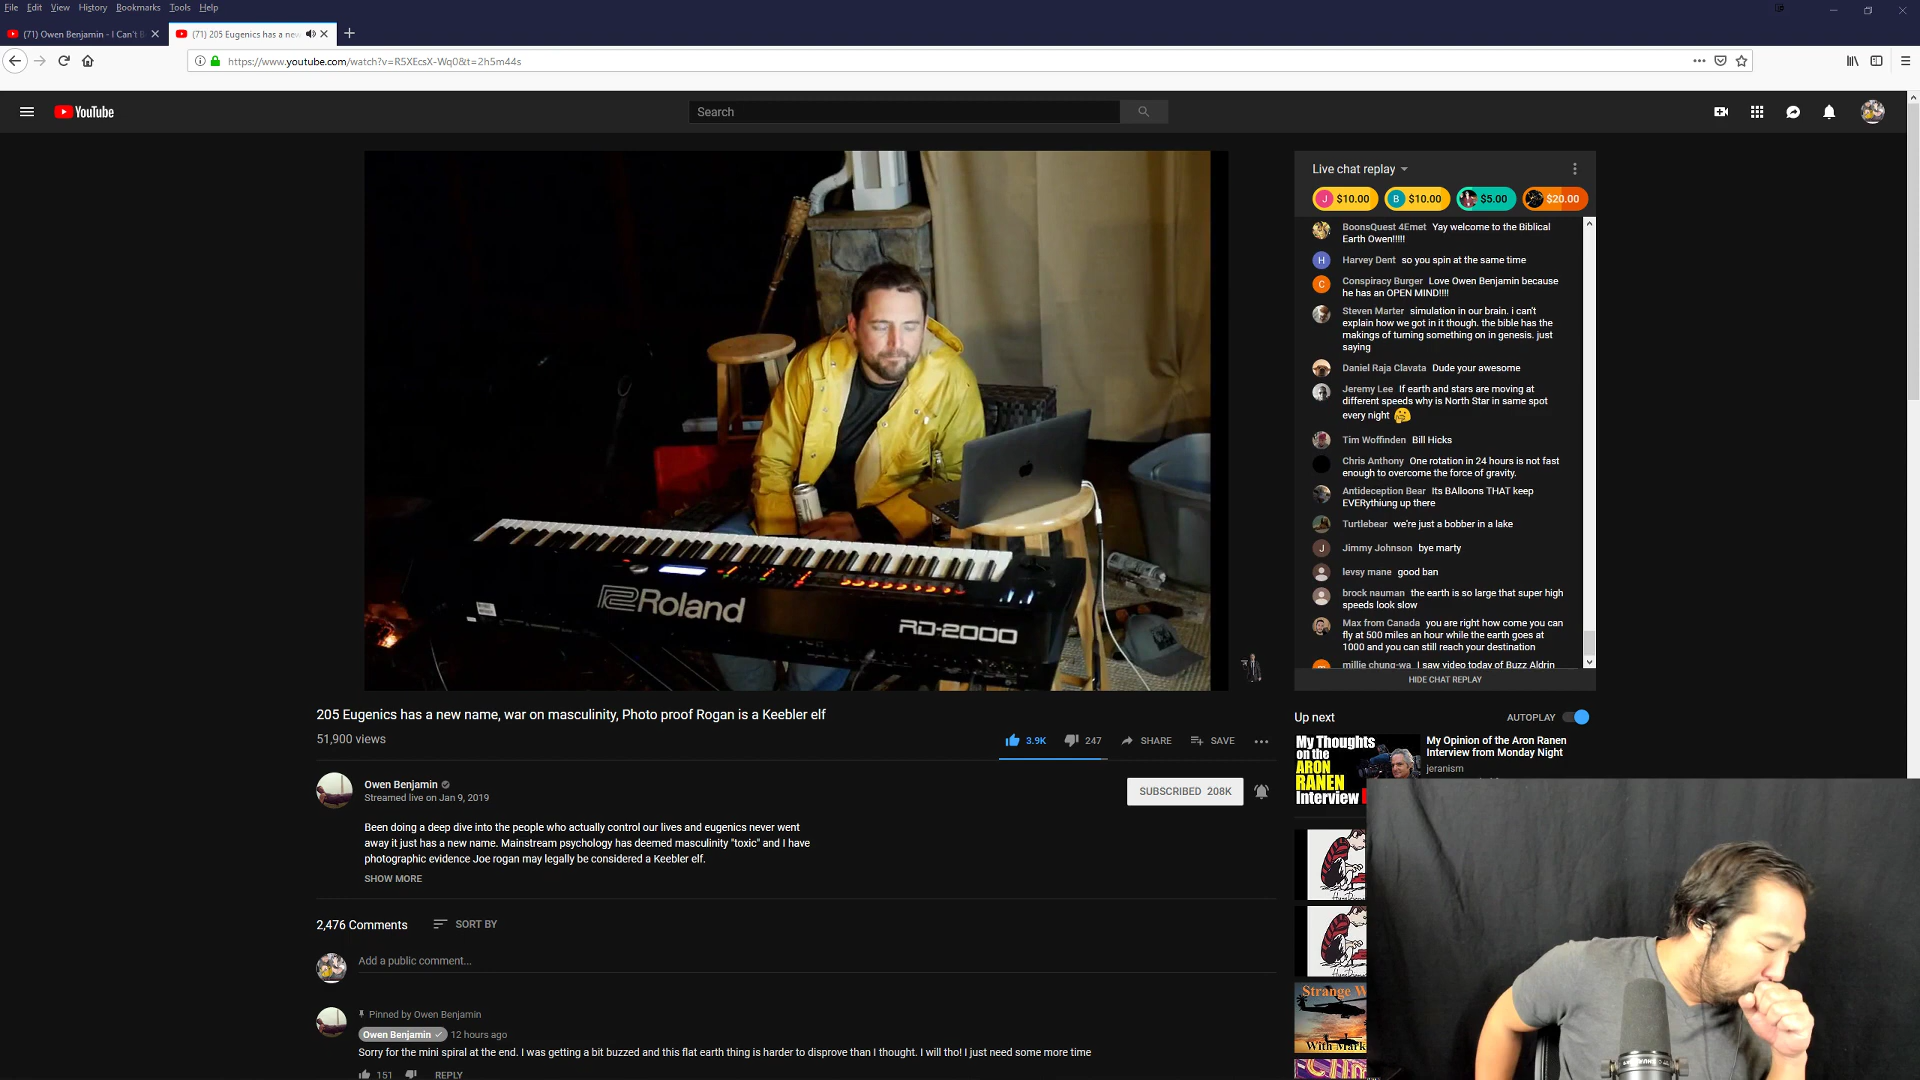 File Edit View History Bookmarks Tools Help
(71) Owen Benjamin - I Can't B
(71) 205 Eugenics has a new
https://www.youtube.com/watch?v=R5XEcsX-Wq0&t=2h5m44s
YouTube
Search
Live chat replay
J $10.00 B $10.00 $5.00 $20.00
BoonsQuest 4Emet Yay welcome to the Biblical
Earth Owen!!!!!
H Harvey Dent so you spin at the same time
C Conspiracy Burger Love Owen Benjamin because
he has an OPEN MIND!!!!
Steven Marter simulation in our brain. i can't
explain how we got in it though. the bible has the
makings of turning something on in genesis. just
saying
Daniel Raja Clavata Dude your awesome
Jeremy Lee If earth and stars are moving at
different speeds why is North Star in same spot
every night
Tim Woffinden Bill Hicks
Chris Anthony One rotation in 24 hours is not fast
enough to overcome the force of gravity.
Antideception Bear Its BAlloons THAT keep
EVERythiung up there
Turtlebear we're just a bobber in a lake
J Jimmy Johnson bye marty
levsy mane good ban
brock nauman the earth is so large that super high
speeds look slow
Max from Canada you are right how come you can
fly at 500 miles an hour while the earth goes at
1000 and you can still reach your destination
millie chung-wa I saw video today of Buzz Aldrin
HIDE CHAT REPLAY
Roland
RD-2000
205 Eugenics has a new name, war on masculinity, Photo proof Rogan is a Keebler elf
51,900 views
3.9K 247 SHARE SAVE
Owen Benjamin
Streamed live on Jan 9, 2019
SUBSCRIBED 208K
Been doing a deep dive into the people who actually control our lives and eugenics never went
away it just has a new name. Mainstream psychology has deemed masculinity "toxic" and I have
photographic evidence Joe rogan may legally be considered a Keebler elf.
SHOW MORE
2,476 Comments SORT BY
Add a public comment...
Pinned by Owen Benjamin
Owen Benjamin 12 hours ago
Sorry for the mini spiral at the end. I was getting a bit buzzed and this flat earth thing is harder to disprove than I thought. I will tho! I just need some more time
151 REPLY
Up next AUTOPLAY
My Thoughts
on the
ARON
RANEN
Interview
My Opinion of the Aron Ranen
Interview from Monday Night
jeranism
Strange W
With Mark